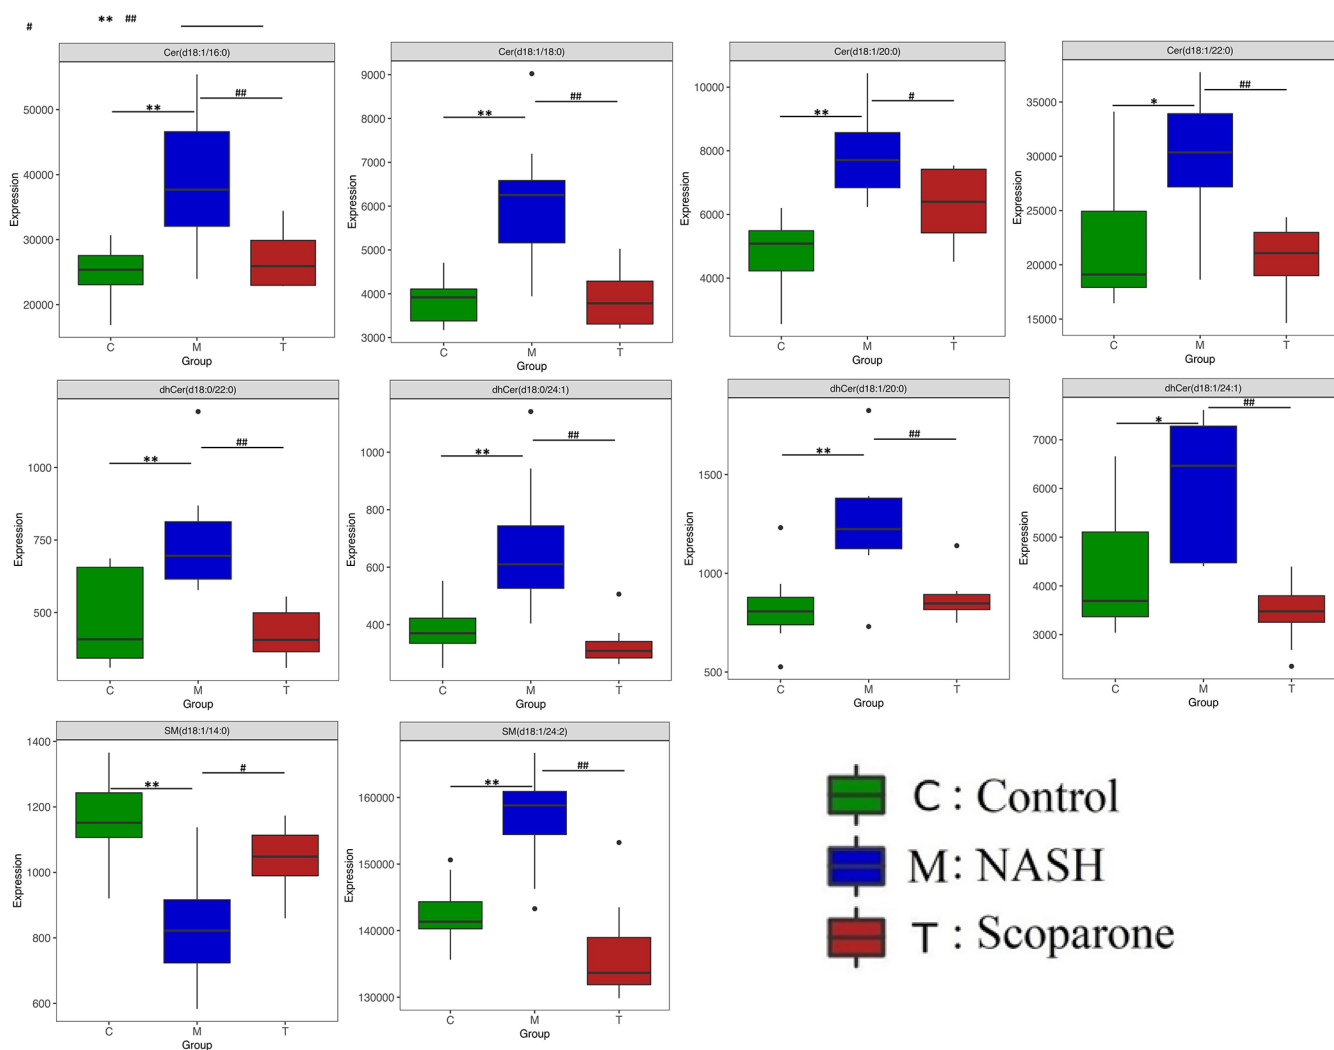 # ** ##
Cer(d18:1/16:0)
Expression
50000
40000
30000
20000
** ##
C M T
Group
Cer(d18:1/18:0)
Expression
9000
8000
7000
6000
5000
4000
3000
** ##
C M T
Group
Cer(d18:1/20:0)
Expression
10000
8000
6000
4000
** #
C M T
Group
Cer(d18:1/22:0)
Expression
35000
30000
25000
20000
15000
* ##
C M T
Group
dhCer(d18:0/22:0)
Expression
1000
750
500
** ##
C M T
Group
dhCer(d18:0/24:1)
Expression
1000
800
600
400
** ##
C M T
Group
dhCer(d18:1/20:0)
Expression
1500
1000
500
** ##
C M T
Group
dhCer(d18:1/24:1)
Expression
7000
6000
5000
4000
3000
* ##
C M T
Group
SM(d18:1/14:0)
Expression
1400
1200
1000
800
600
** #
C M T
Group
SM(d18:1/24:2)
Expression
160000
150000
140000
130000
** ##
C M T
Group
C : Control
M: NASH
T : Scoparone